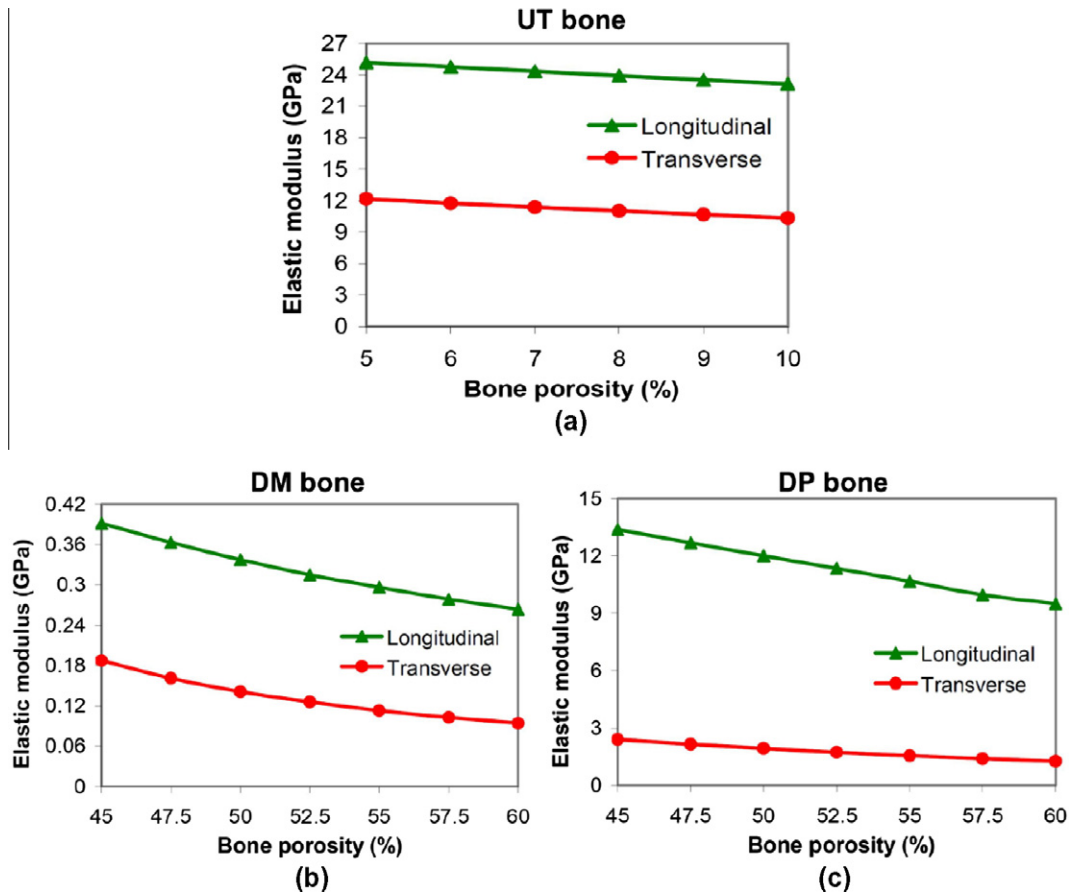 UT bone
Elastic modulus (GPa)
27
24
21
18
15
12
9
6
3
0
Longitudinal
Transverse
5 6 7 8 9 10
Bone porosity (%)
(a)
DM bone
Elastic modulus (GPa)
0.42
0.36
0.3
0.24
0.18
0.12
0.06
0
Longitudinal
Transverse
45 47.5 50 52.5 55 57.5 60
Bone porosity (%)
(b)
DP bone
Elastic modulus (GPa)
15
12
9
6
3
0
Longitudinal
Transverse
45 47.5 50 52.5 55 57.5 60
Bone porosity (%)
(c)